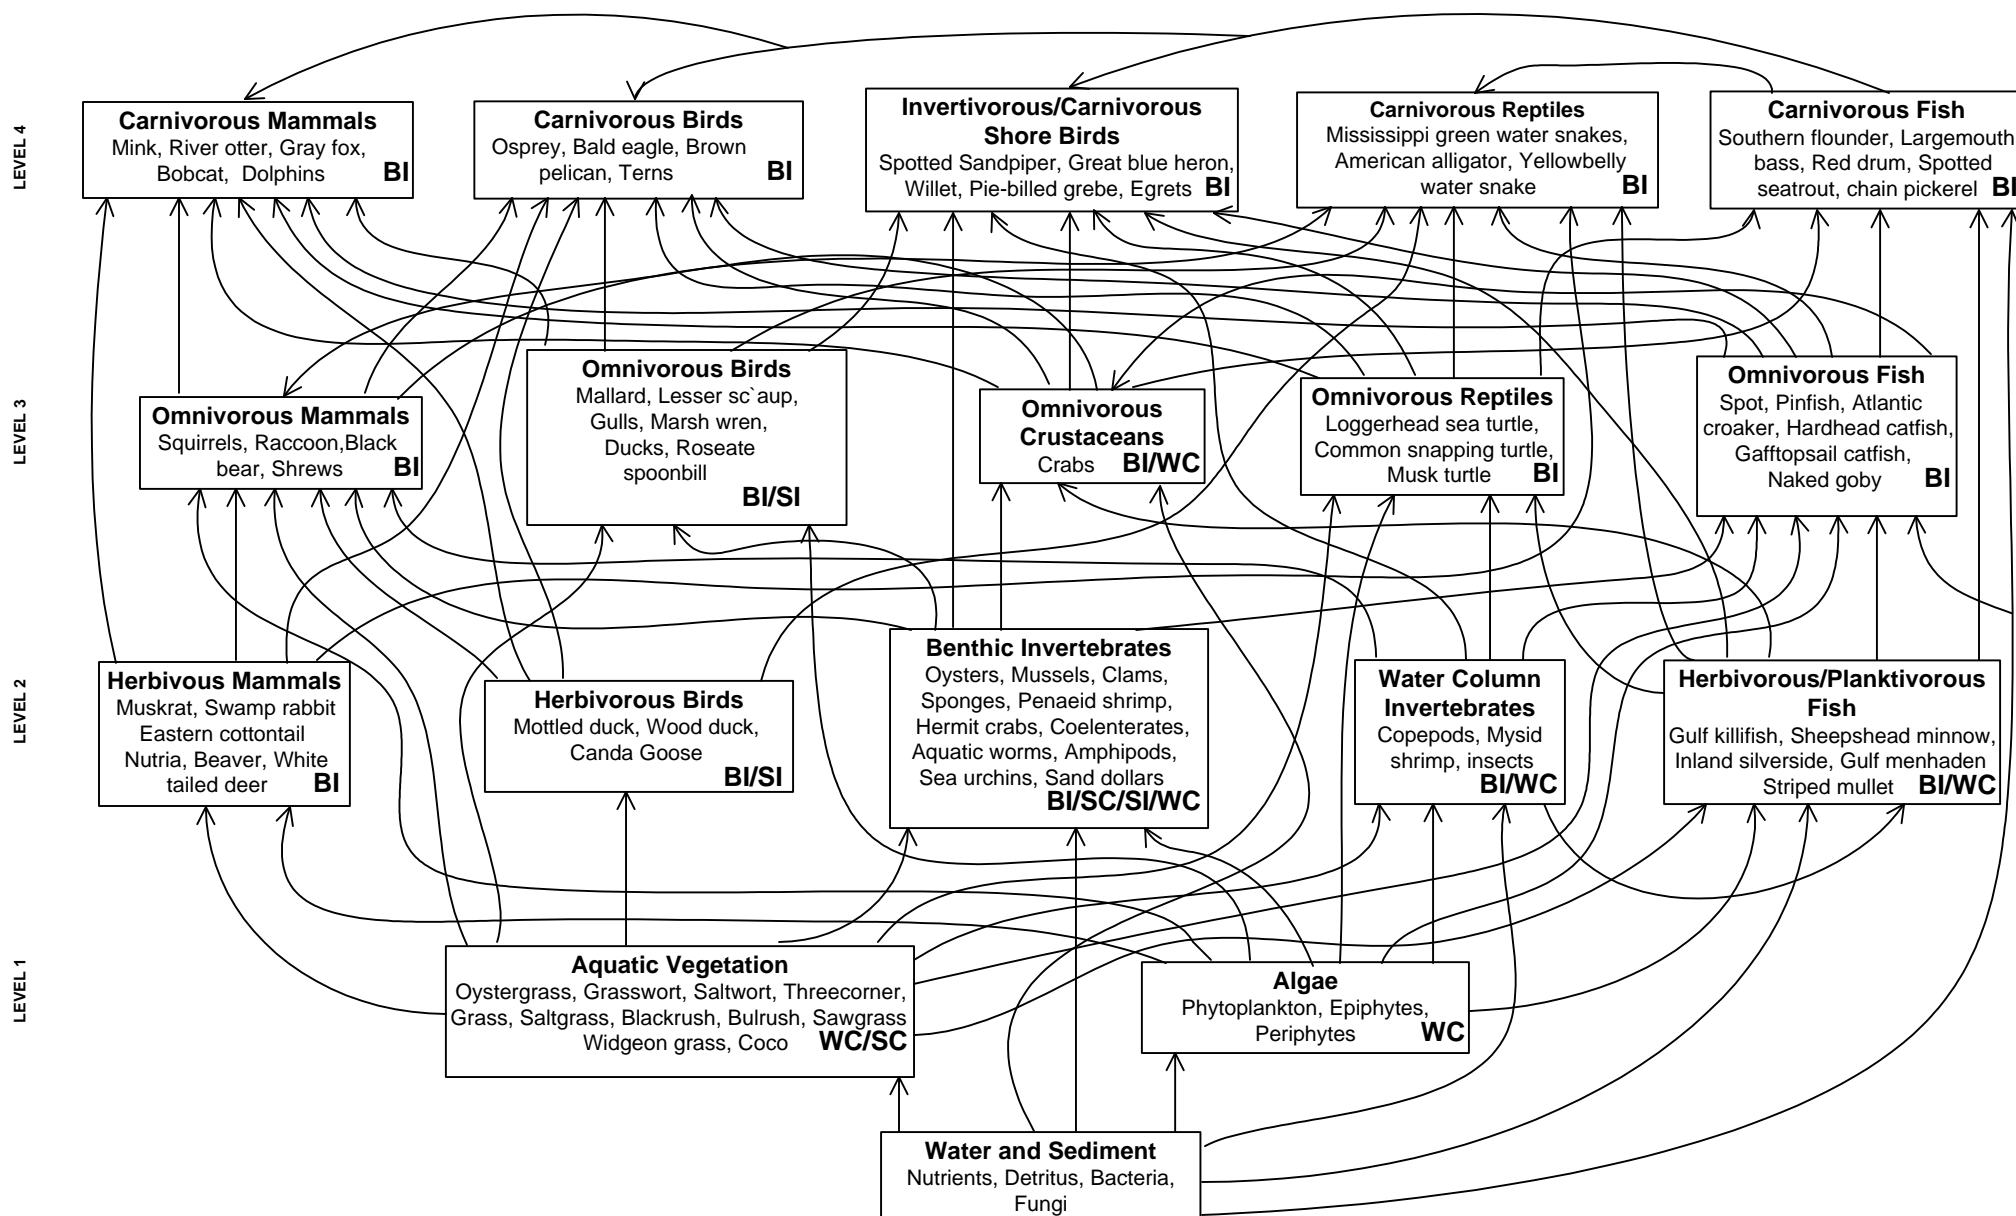 LEVEL 4
Carnivorous Mammals
Mink, River otter, Gray fox,
Bobcat, Dolphins
BI
Carnivorous Birds
Osprey, Bald eagle, Brown
pelican, Terns
BI
Invertivorous/Carnivorous
Shore Birds
Spotted Sandpiper, Great blue heron,
Willet, Pie-billed grebe, Egrets BI
Carnivorous Reptiles
Mississippi green water snakes,
American alligator, Yellowbelly
water snake BI
Carnivorous Fish
Southern flounder, Largemouth
bass, Red drum, Spotted
seatrout, chain pickerel BI
LEVEL 3
Omnivorous Mammals
Squirrels, Raccoon,Black
bear, Shrews BI
Omnivorous Birds
Mallard, Lesser sc`aup,
Gulls, Marsh wren,
Ducks, Roseate
spoonbill
BI/SI
Omnivorous
Crustaceans
Crabs BI/WC
Omnivorous Reptiles
Loggerhead sea turtle,
Common snapping turtle,
Musk turtle BI
Omnivorous Fish
Spot, Pinfish, Atlantic
croaker, Hardhead catfish,
Gafftopsail catfish,
Naked goby BI
LEVEL 2
Herbivous Mammals
Muskrat, Swamp rabbit
Eastern cottontail
Nutria, Beaver, White
tailed deer BI
Herbivorous Birds
Mottled duck, Wood duck,
Canda Goose
BI/SI
Benthic Invertebrates
Oysters, Mussels, Clams,
Sponges, Penaeid shrimp,
Hermit crabs, Coelenterates,
Aquatic worms, Amphipods,
Sea urchins, Sand dollars
BI/SC/SI/WC
Water Column
Invertebrates
Copepods, Mysid
shrimp, insects
BI/WC
Herbivorous/Planktivorous
Fish
Gulf killifish, Sheepshead minnow,
Inland silverside, Gulf menhaden
Striped mullet BI/WC
LEVEL 1
Aquatic Vegetation
Oystergrass, Grasswort, Saltwort, Threecorner,
Grass, Saltgrass, Blackrush, Bulrush, Sawgrass
Widgeon grass, Coco WC/SC
Algae
Phytoplankton, Epiphytes,
Periphytes WC
Water and Sediment
Nutrients, Detritus, Bacteria,
Fungi